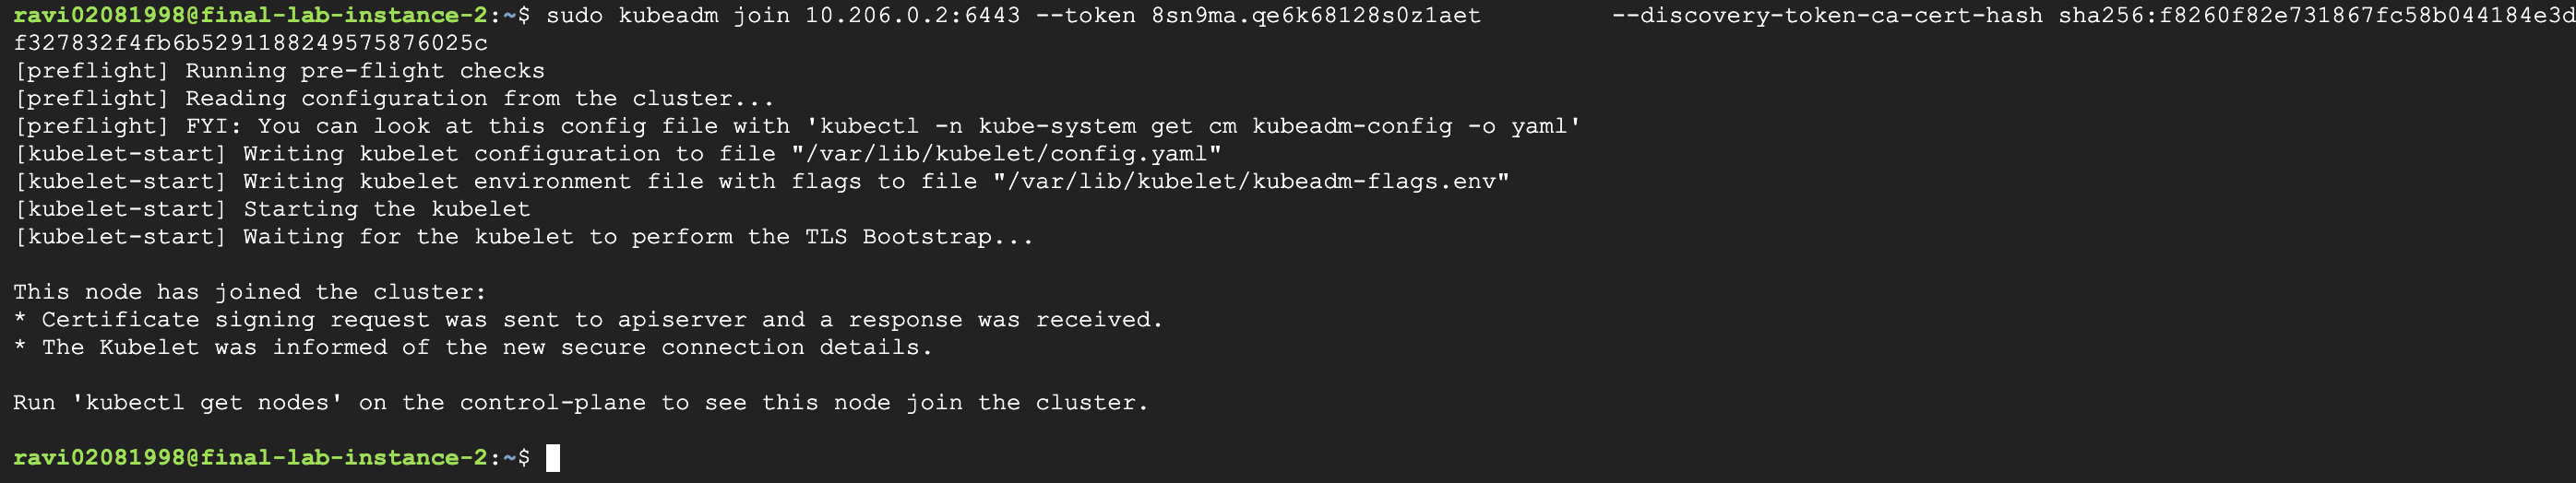 ravi02081998@final-lab-instance-2:~$ sudo kubeadm join 10.206.0.2:6443 --token 8sn9ma.qe6k68128s0z1aet         --discovery-token-ca-cert-hash sha256:f8260f82e731867fc58b044184e3d
f327832f4fb6b5291188249575876025c
[preflight] Running pre-flight checks
[preflight] Reading configuration from the cluster...
[preflight] FYI: You can look at this config file with 'kubectl -n kube-system get cm kubeadm-config -o yaml'
[kubelet-start] Writing kubelet configuration to file "/var/lib/kubelet/config.yaml"
[kubelet-start] Writing kubelet environment file with flags to file "/var/lib/kubelet/kubeadm-flags.env"
[kubelet-start] Starting the kubelet
[kubelet-start] Waiting for the kubelet to perform the TLS Bootstrap...
This node has joined the cluster:
* Certificate signing request was sent to apiserver and a response was received.
* The Kubelet was informed of the new secure connection details.
Run 'kubectl get nodes' on the control-plane to see this node join the cluster.
ravi02081998@final-lab-instance-2:~$